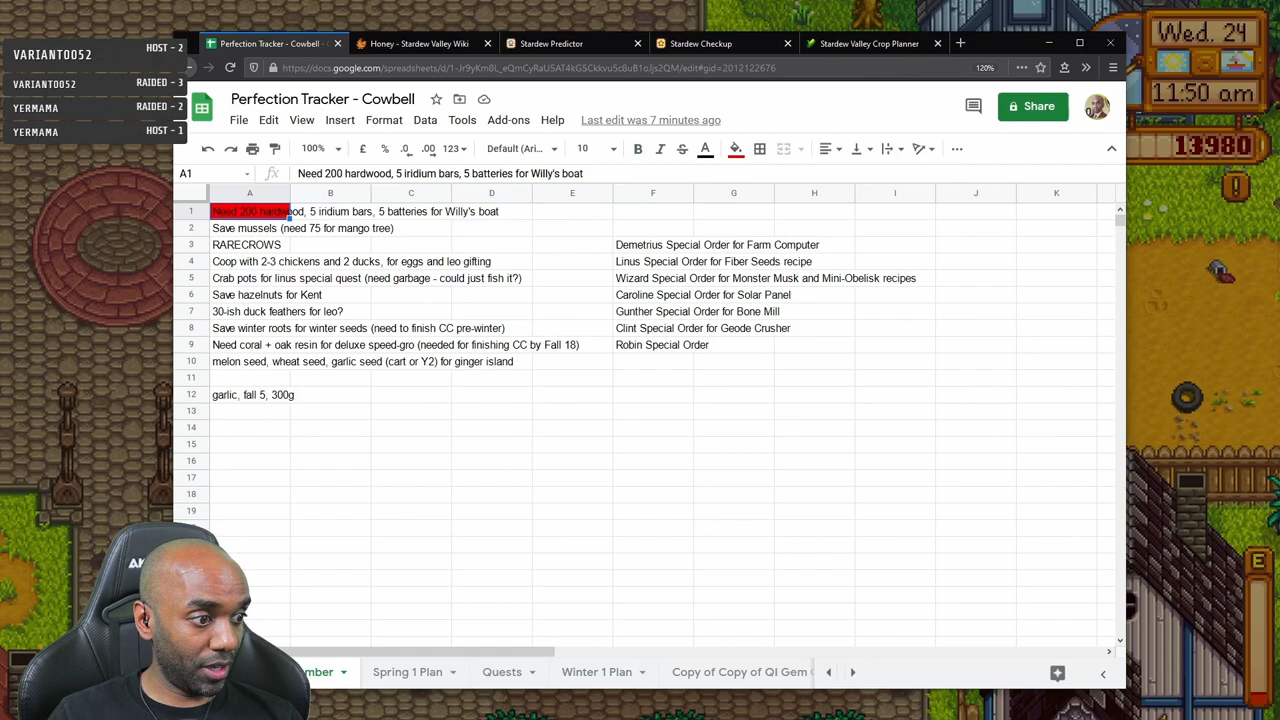 VARIANT0052 HOST - 2
VARIANT0052 RAIDED - 3
YERMAMA RAIDED - 2
YERMAMA HOST - 1
Perfection Tracker - Cowbell -
Honey - Stardew Valley Wiki
Stardew Predictor
Stardew Checkup
Stardew Valley Crop Planner
120%
Perfection Tracker - Cowbell
Share
File Edit View Insert Format Data Tools Add-ons Help Last edit was 7 minutes ago
100% £ % .0 .00 123 Default (Ari... 10 B I S A
A1 fx Need 200 hardwood, 5 iridium bars, 5 batteries for Willy's boat
A B C D E F G H I J K
1 Need 200 hardwood, 5 iridium bars, 5 batteries for Willy's boat
2 Save mussels (need 75 for mango tree)
3 RARECROWS Demetrius Special Order for Farm Computer
4 Coop with 2-3 chickens and 2 ducks, for eggs and leo gifting Linus Special Order for Fiber Seeds recipe
5 Crab pots for linus special quest (need garbage - could just fish it?) Wizard Special Order for Monster Musk and Mini-Obelisk recipes
6 Save hazelnuts for Kent Caroline Special Order for Solar Panel
7 30-ish duck feathers for leo? Gunther Special Order for Bone Mill
8 Save winter roots for winter seeds (need to finish CC pre-winter) Clint Special Order for Geode Crusher
9 Need coral + oak resin for deluxe speed-gro (needed for finishing CC by Fall 18) Robin Special Order
10 melon seed, wheat seed, garlic seed (cart or Y2) for ginger island
11
12 garlic, fall 5, 300g
13
14
15
16
17
18
19
mber Spring 1 Plan Quests Winter 1 Plan Copy of Copy of QI Gem
Wed. 24
11:50 am
13980
E